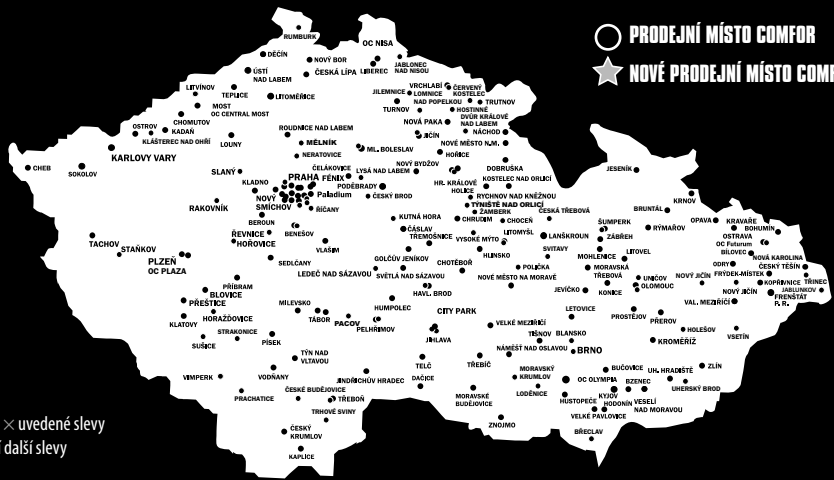 PRODEJNÍ MÍSTO COMFOR
NOVÉ PRODEJNÍ MÍSTO COMF
RUMBURK
OC NISA
DĚČÍN
NOVÝ BOR
LIBEREC
JABLONEC
NAD NISOU
ÚSTÍ
NAD LABEM
ČESKÁ LÍPA
LITVÍNOV
TEPLICE
LITOMĚŘICE
JILEMNICE
VRCHLABÍ
LOMNICE
NAD POPELKOU
ČERVENÝ
KOSTELEC
TRUTNOV
HOSTINNÉ
TURNOV
MOST
OC CENTRAL MOST
CHOMUTOV
KADAŇ
OSTROV
KLÁŠTEREC NAD OHŘÍ
LOUNY
ROUDNICE NAD LABEM
MĚLNÍK
NERATOVICE
ML. BOLESLAV
NOVÁ PAKA
JIČÍN
DVŮR KRÁLOVÉ
NAD LABEM
NÁCHOD
NOVÉ MĚSTO N.M.
HOŘICE
KARLOVY VARY
CHEB
SOKOLOV
SLANÝ
ČELÁKOVICE
LYSÁ NAD LABEM
NOVÝ BYDŽOV
DOBRUŠKA
JESENÍK
KLADNO
PRAHA FÉNIX
Paladium
PODĚBRADY
ČESKÝ BROD
HR. KRÁLOVÉ
HOLICE
KOSTELEC NAD ORLICÍ
RYCHNOV NAD KNĚŽNOU
TÝNIŠTĚ NAD ORLICÍ
RAKOVNÍK
NOVÝ
SMÍCHOV
ŘÍČANY
BEROUN
ŘEVNICE
HOŘOVICE
BENEŠOV
VLAŠIM
KUTNÁ HORA
ČÁSLAV
TŘEMOŠNICE
CHRUDIM
ŽAMBERK
CHOCEŇ
ČESKÁ TŘEBOVÁ
LITOMYŠL
VYSOKÉ MÝTO
LANŠKROUN
ŠUMPERK
ZÁBŘEH
BRUNTÁL
KRNOV
RÝMAŘOV
OPAVA
KRAVAŘE
BOHUMÍN
OSTRAVA
OC Futurum
BÍLOVEC
TACHOV
STAŇKOV
PLZEŇ
OC PLAZA
SEDLČANY
LEDEČ NAD SÁZAVOU
GOLČŮV JENÍKOV
SVĚTLÁ NAD SÁZAVOU
CHOTĚBOŘ
HLINSKO
SVITAVY
POLIČKA
MOHLENICE
MORAVSKÁ
TŘEBOVÁ
LITOVEL
ODRY
NOVÁ KAROLINA
ČESKÝ TĚŠÍN
FRÝDEK-MÍSTEK
TŘINEC
JABLUNKOV
KOPŘIVNICE
FRENŠTÁT
P. R.
PŘÍBRAM
BLOVICE
PŘEŠTICE
HORAŽĎOVICE
KLATOVY
SUŠICE
STRAKONICE
PÍSEK
MILEVSKO
TÁBOR
PACOV
PELHŘIMOV
HUMPOLEC
HAVL. BROD
NOVÉ MĚSTO NA MORAVĚ
CITY PARK
JIHLAVA
VELKÉ MEZIŘÍČÍ
JEVÍČKO
KONICE
UNIČOV
OLOMOUC
NOVÝ JIČÍN
NOVÝ JIČÍN
VAL. MEZIŘÍČÍ
LETOVICE
PROSTĚJOV
PŘEROV
HOLEŠOV
VSETÍN
TIŠNOV
BLANSKO
NÁMĚŠŤ NAD OSLAVOU
BRNO
KROMĚŘÍŽ
VIMPERK
VODŇANY
TÝN NAD
VLTAVOU
JINDŘICHŮV HRADEC
TELČ
DAČICE
TŘEBÍČ
MORAVSKÝ
KRUMLOV
LODĚNICE
OC OLYMPIA
BUČOVICE
BZENEC
UH. HRADIŠTĚ
ZLÍN
UHERSKÝ BROD
PRACHATICE
ČESKÉ BUDĚJOVICE
TŘEBOŇ
TRHOVÉ SVINY
MORAVSKÉ
BUDĚJOVICE
ZNOJMO
HUSTOPEČE
KYJOV
HODONÍN
VELKÉ PAVLOVICE
VESELÍ
NAD MORAVOU
BŘECLAV
ČESKÝ
KRUMLOV
KAPLICE
× uvedené slevy
í další slevy